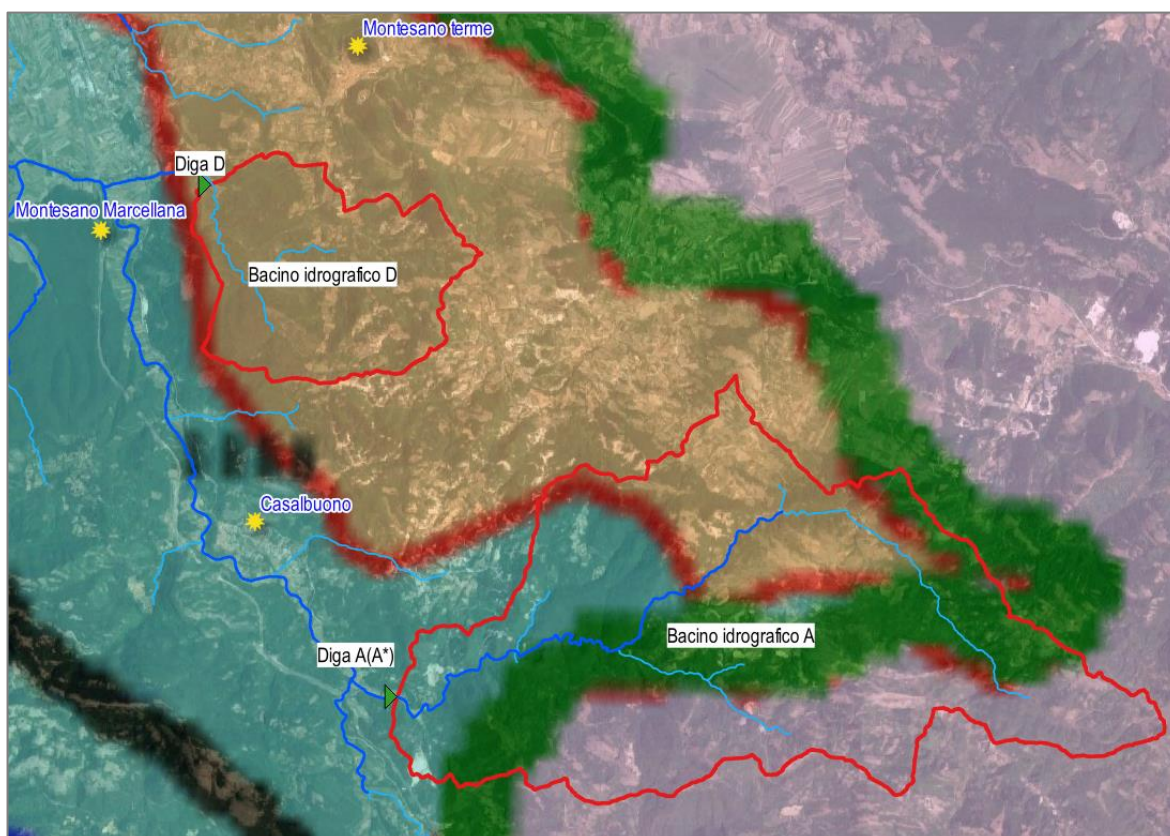 Montesano terme
Diga D
Montesano Marcellana
Bacino idrografico D
Casalbuono
Bacino idrografico A
Diga A(A*)